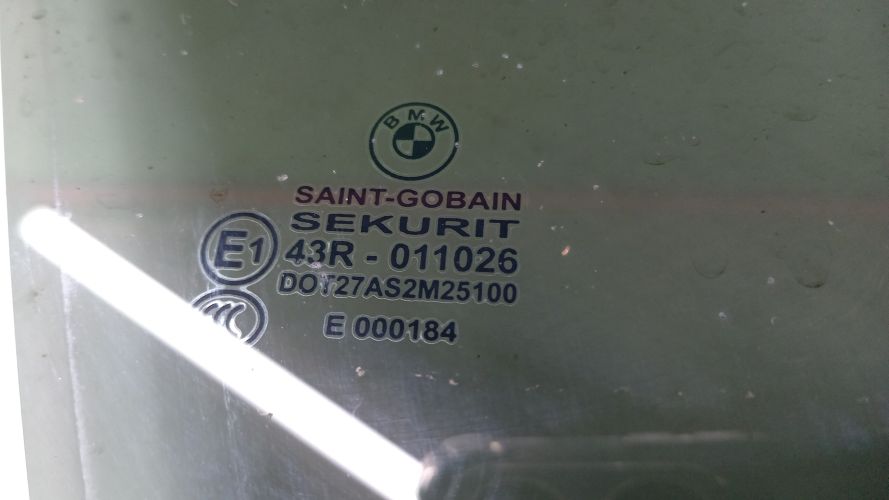 BMW
SAINT-GOBAIN
SEKURIT
E1 43R - 011026
DOT27AS2M25100
E 000184